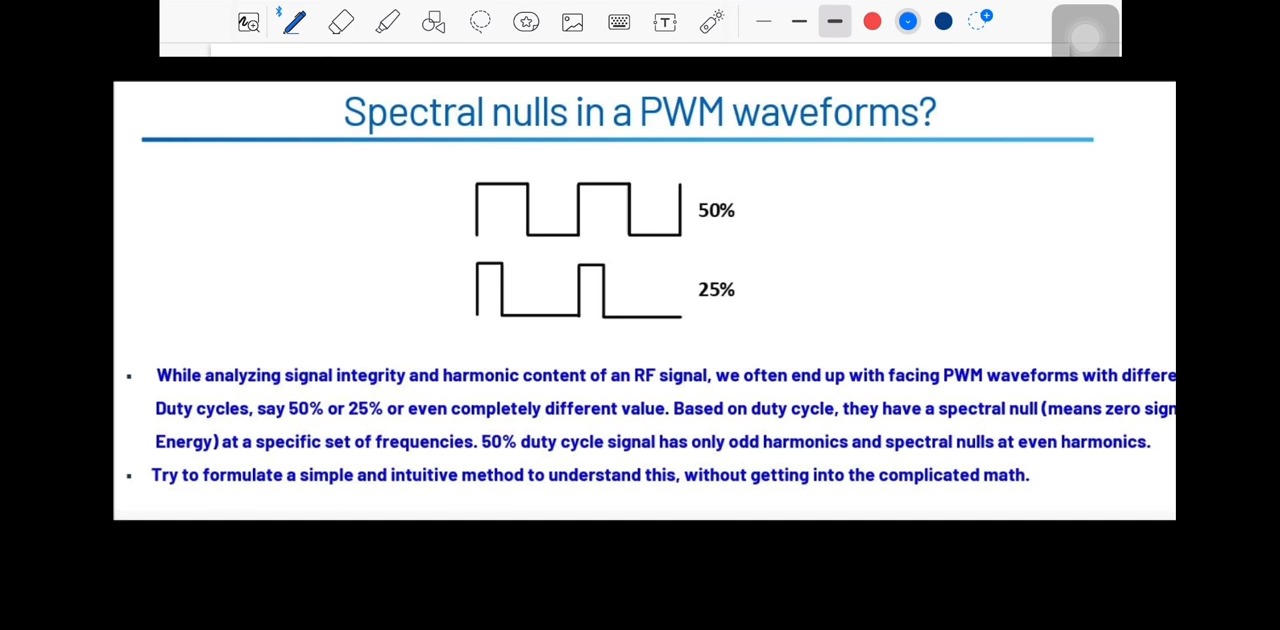 Spectral nulls in a PWM waveforms?
50%
25%
While analyzing signal integrity and harmonic content of an RF signal, we often end up with facing PWM waveforms with
Duty cycles, say 50% or 25% or even completely different value. Based on duty cycle, they have a spectral null (means zero
Energy) at a specific set of frequencies. 50% duty cycle signal has only odd harmonics and spectral nulls at even harmonics.
Try to formulate a simple and intuitive method to understand this, without getting into the complicated math.